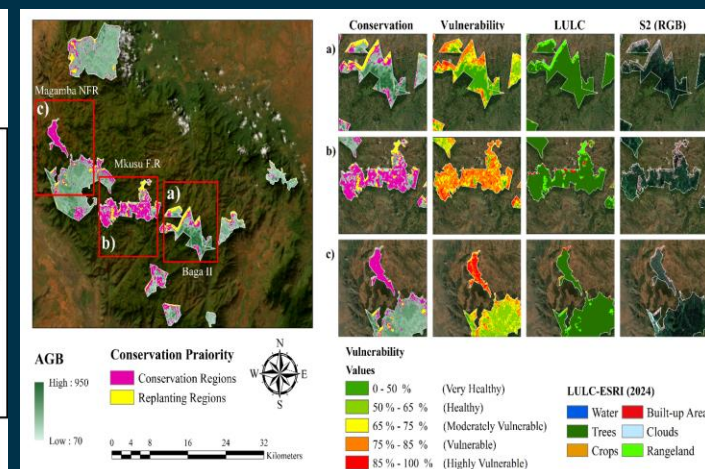 Magamba NFR
c)
Mkusu F.R
a)
b)
Baga II
AGB
High : 950
Low : 70
Conservation Praiority
Conservation Regions
Replanting Regions
N
W E
S
0 4 8 16 24 32
Kilometers
Conservation Vulnerability LULC S2 (RGB)
a)
b)
c)
Vulnerability
Values
0 - 50 % (Very Healthy)
50 % - 65 % (Healthy)
65 % - 75 % (Moderately Vulnerable)
75 % - 85 % (Vulnerable)
85 % - 100 % (Highly Vulnerable)
LULC-ESRI (2024)
Water Built-up Area
Trees Clouds
Crops Rangeland